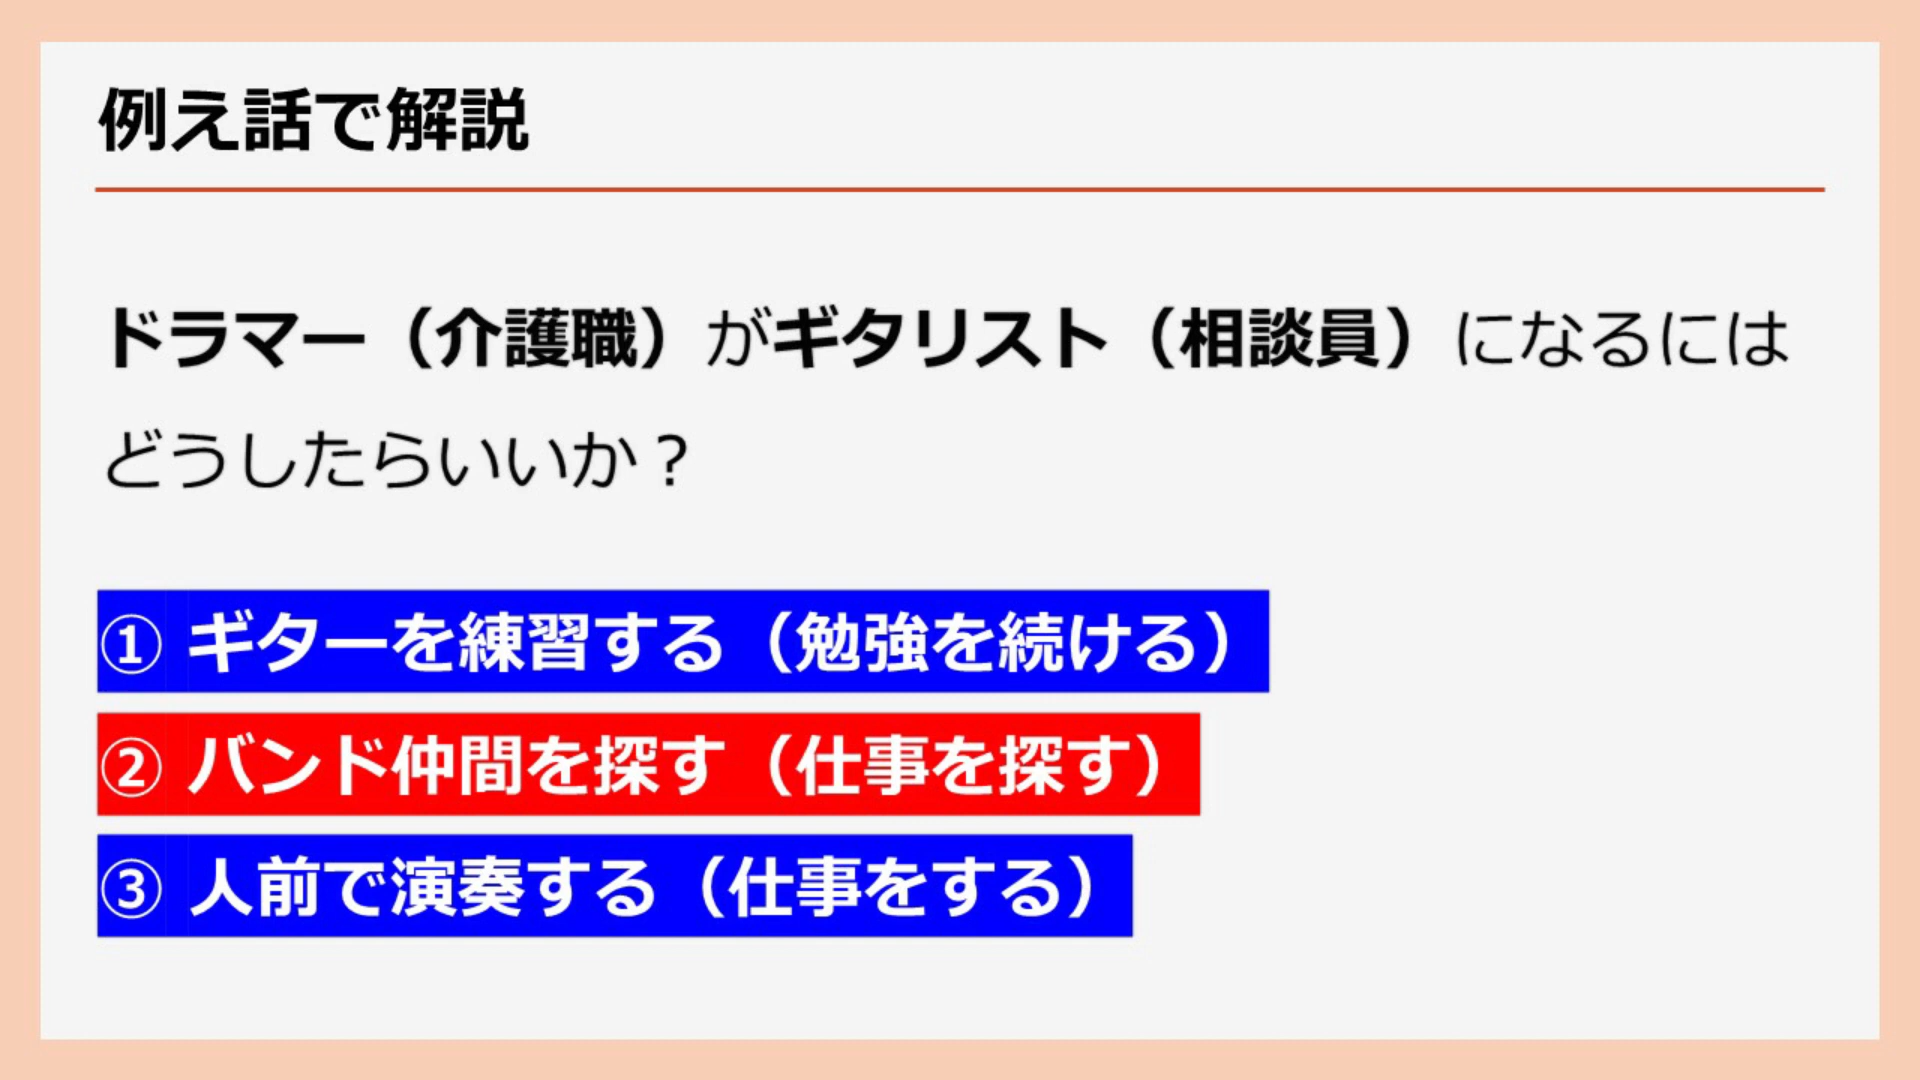 例え話で解説
ドラマー（介護職）がギタリスト（相談員）になるには
どうしたらいいか？
① ギターを練習する（勉強を続ける）
② バンド仲間を探す（仕事を探す）
③ 人前で演奏する（仕事をする）